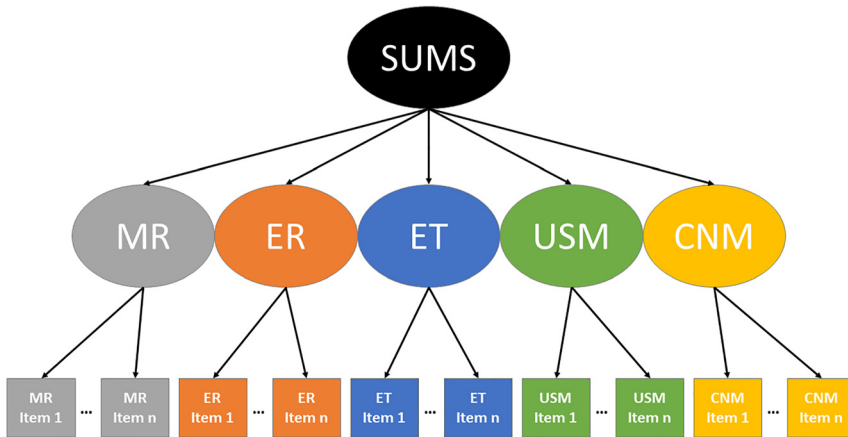 SUMS
MR
ER
ET
USM
CNM
MR
Item 1
...
MR
Item n
ER
Item 1
...
ER
Item n
ET
Item 1
...
ET
Item n
USM
Item 1
...
USM
Item n
CNM
Item 1
...
CNM
Item n